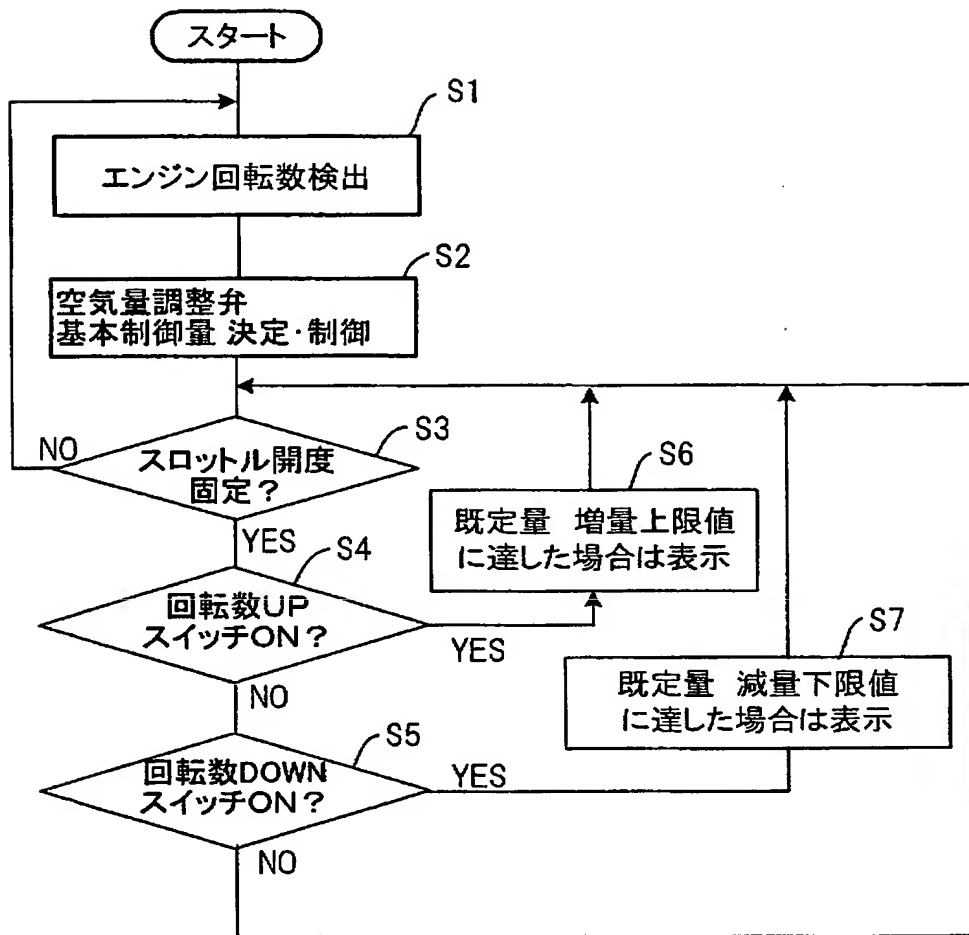 スタート
S1
エンジン回転数検出
S2
空気量調整弁
基本制御量 決定・制御
NO
S3
スロットル開度
固定?
YES
S6
既定量 増量上限値
に達した場合は表示
S4
回転数UP
スイッチON?
YES
NO
S7
既定量 減量下限値
に達した場合は表示
S5
回転数DOWN
スイッチON?
YES
NO